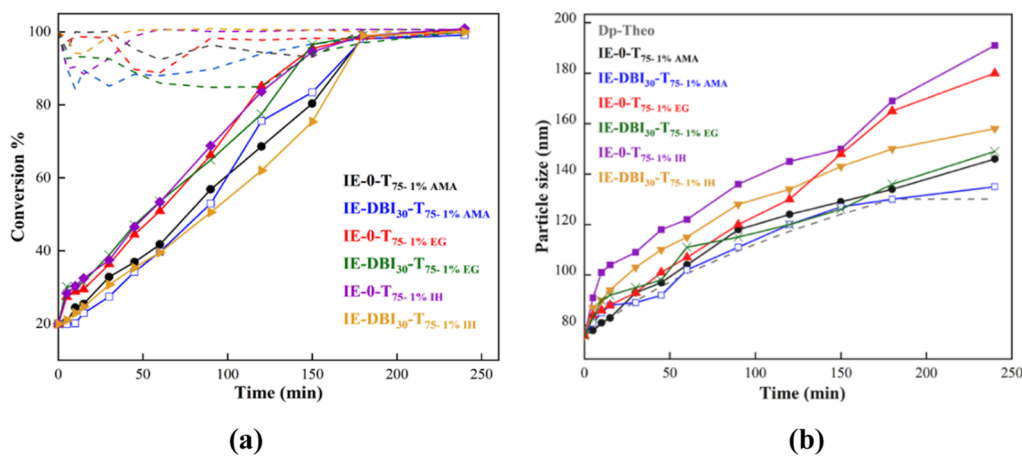 100
80
60
40
20
0
50
100
150
200
250
Conversion %
Time (min)
IE-0-T75- 1% AMA
IE-DBI30-T75- 1% AMA
IE-0-T75- 1% EG
IE-DBI30-T75- 1% EG
IE-0-T75- 1% IH
IE-DBI30-T75- 1% IH
(a)
200
180
160
140
120
100
80
0
50
100
150
200
250
Particle size (nm)
Time (min)
Dp-Theo
IE-0-T75- 1% AMA
IE-DBI30-T75- 1% AMA
IE-0-T75- 1% EG
IE-DBI30-T75- 1% EG
IE-0-T75- 1% IH
IE-DBI30-T75- 1% IH
(b)